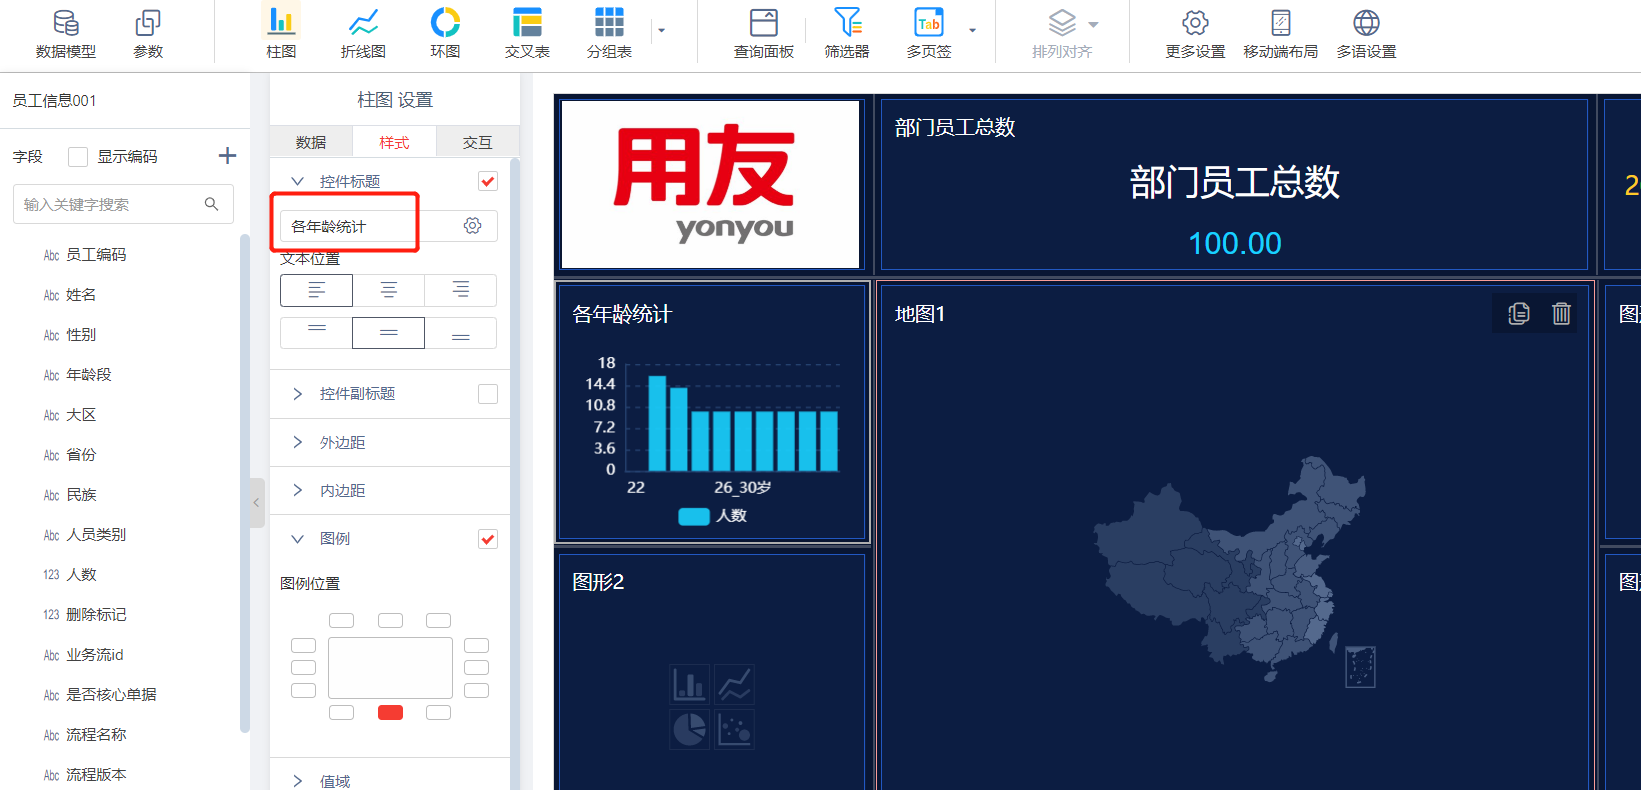 数据模型
参数
柱图
折线图
环图
交叉表
分组表
查询面板
筛选器
Tab
多页签
排列对齐
更多设置
移动端布局
多语设置
员工信息001
字段
显示编码
输入关键字搜索
Abc 员工编码
Abc 姓名
Abc 性别
Abc 年龄段
Abc 大区
Abc 省份
Abc 民族
Abc 人员类别
123 人数
123 删除标记
Abc 业务流id
Abc 是否核心单据
Abc 流程名称
Abc 流程版本
柱图 设置
数据
样式
交互
控件标题
各年龄统计
文本位置
控件副标题
外边距
内边距
图例
图例位置
值域
用友
yonyou
部门员工总数
部门员工总数
100.00
各年龄统计
18
14.4
10.8
7.2
3.6
0
22
26_30岁
人数
地图1
图形2